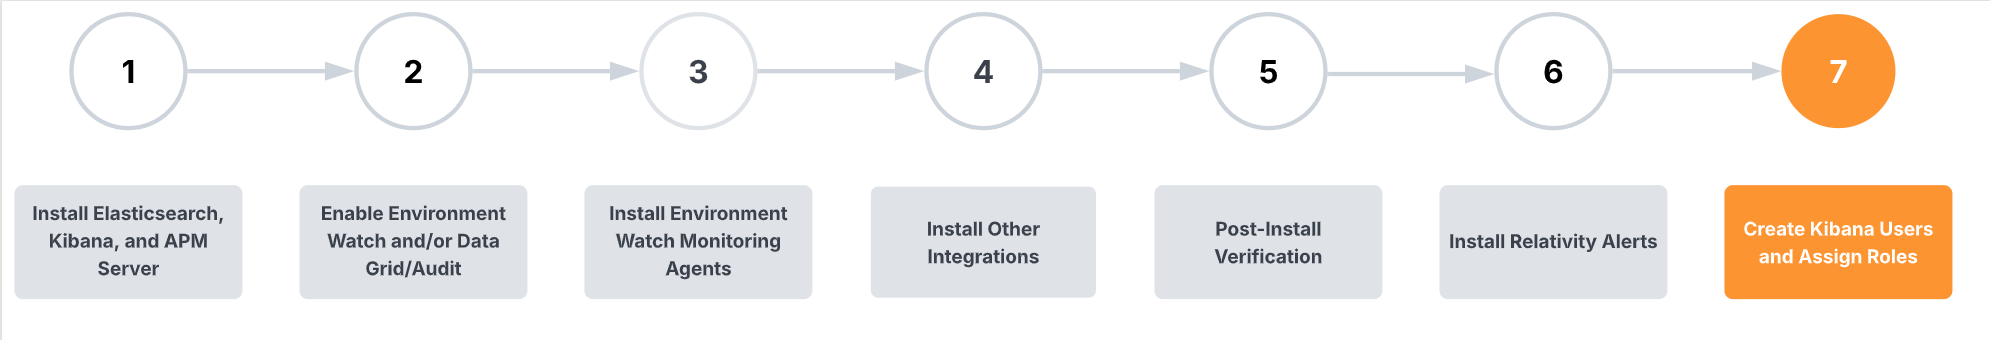 1
2
3
4
5
6
7
Install Elasticsearch,
Kibana, and APM
Server
Enable Environment
Watch and/or Data
Grid/Audit
Install Environment
Watch Monitoring
Agents
Install Other
Integrations
Post-Install
Verification
Install Relativity Alerts
Create Kibana Users
and Assign Roles